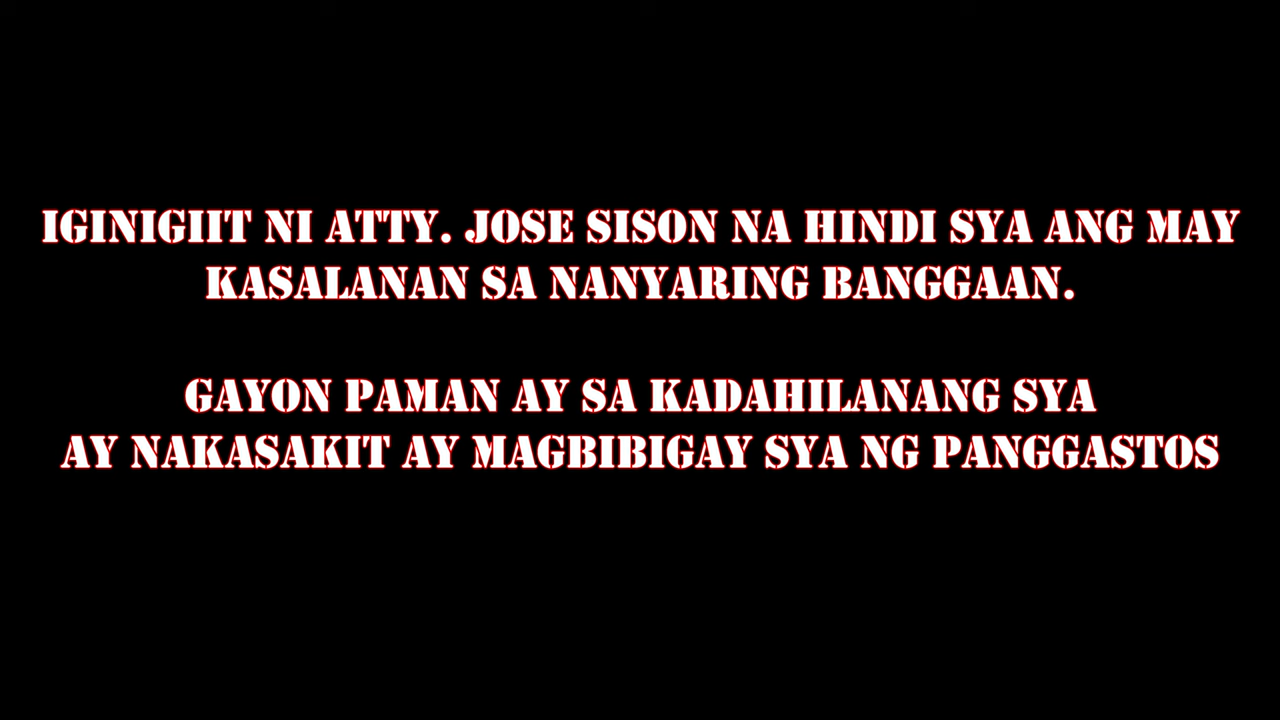 IGINIGIIT NI ATTY. JOSE SISON NA HINDI SYA ANG MAY
KASALANAN SA NANYARING BANGGAAN.
GAYON PAMAN AY SA KADAHILANANG SYA
AY NAKASAKIT AY MAGBIBIGAY SYA NG PANGGASTOS